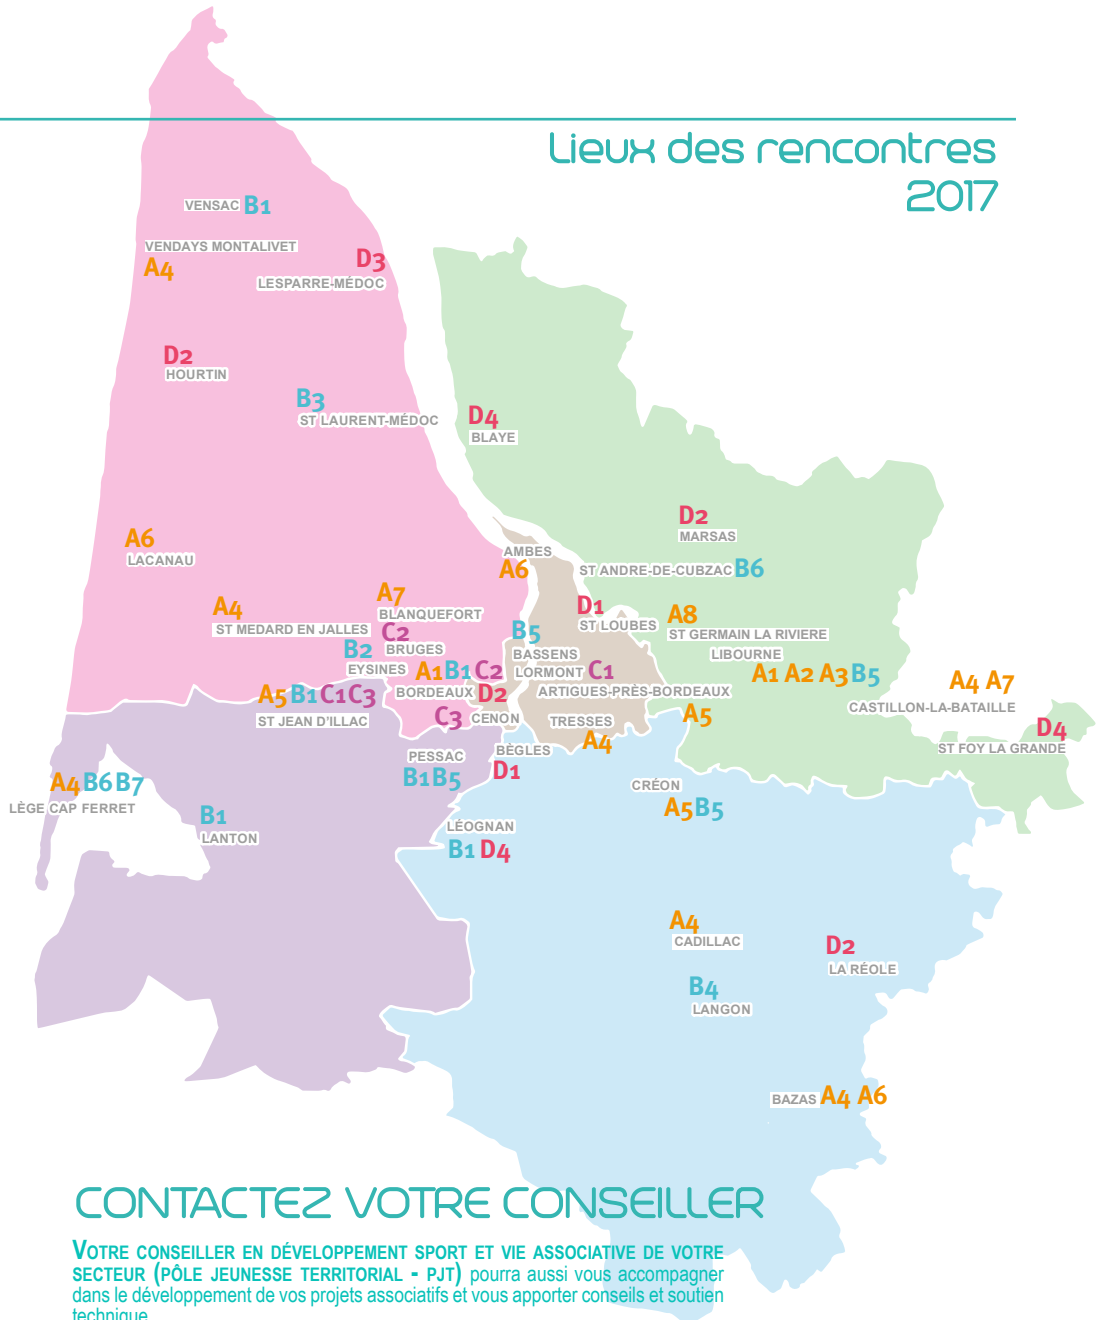 Lieux des rencontres
2017
VENSAC B1
VENDAYS MONTALIVET
A4
D3
LESPARRE-MÉDOC
D2
HOURTIN
B3
ST LAURENT-MÉDOC
D4
BLAYE
A6
LACANAU
D2
MARSAS
AMBES
A6
ST ANDRE-DE-CUBZAC B6
A4
ST MEDARD EN JALLES
A7
BLANQUEFORT
C2
BRUGES
B2
EYSINES
D1
ST LOUBES
A8
ST GERMAIN LA RIVIERE
B5
BASSENS
LIBOURNE
A1 A2 A3 B5
A1 B1 C2
BORDEAUX D2
LORMONT C1
ARTIGUES-PRÈS-BORDEAUX
A5
A4 A7
CASTILLON-LA-BATAILLE
A5 B1 C1 C3
ST JEAN D'ILLAC
C3 CENON
TRESSES
A4
D4
ST FOY LA GRANDE
PESSAC
B1 B5
BÈGLES
D1
A4 B6 B7
LÈGE CAP FERRET
B1
LANTON
CRÉON
A5 B5
LÉOGNAN
B1 D4
A4
CADILLAC
D2
LA RÉOLE
B4
LANGON
BAZAS A4 A6
CONTACTEZ VOTRE CONSEILLER
VOTRE CONSEILLER EN DÉVELOPPEMENT SPORT ET VIE ASSOCIATIVE DE VOTRE
SECTEUR (PÔLE JEUNESSE TERRITORIAL - PJT) pourra aussi vous accompagner
dans le développement de vos projets associatifs et vous apporter conseils et soutien
technique